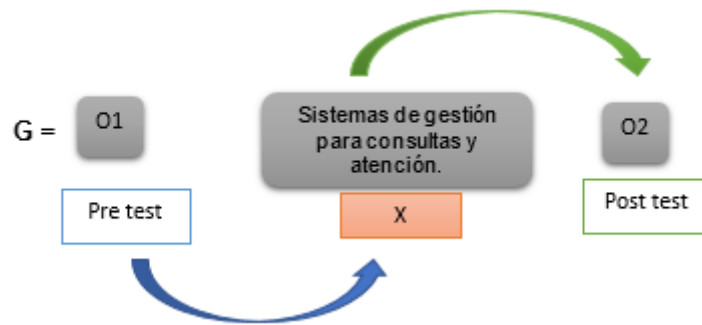 G =
O1
Sistemas de gestión
para consultas y
atención.
O2
Pre test
X
Post test